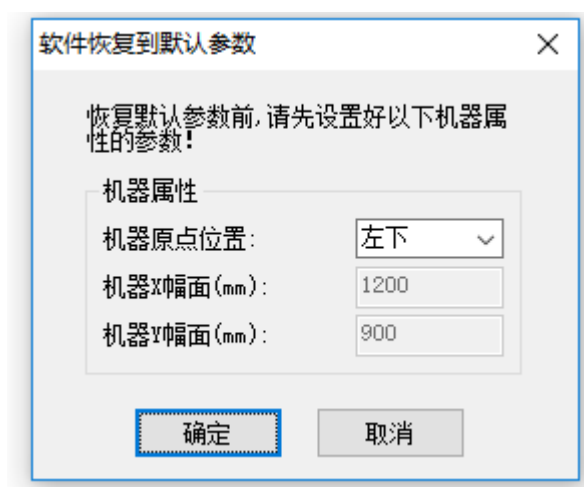 软件恢复到默认参数
恢复默认参数前,请先设置好以下机器属
性的参数!
机器属性
机器原点位置:
左下
机器X幅面(mm):
1200
机器Y幅面(mm):
900
确定
取消